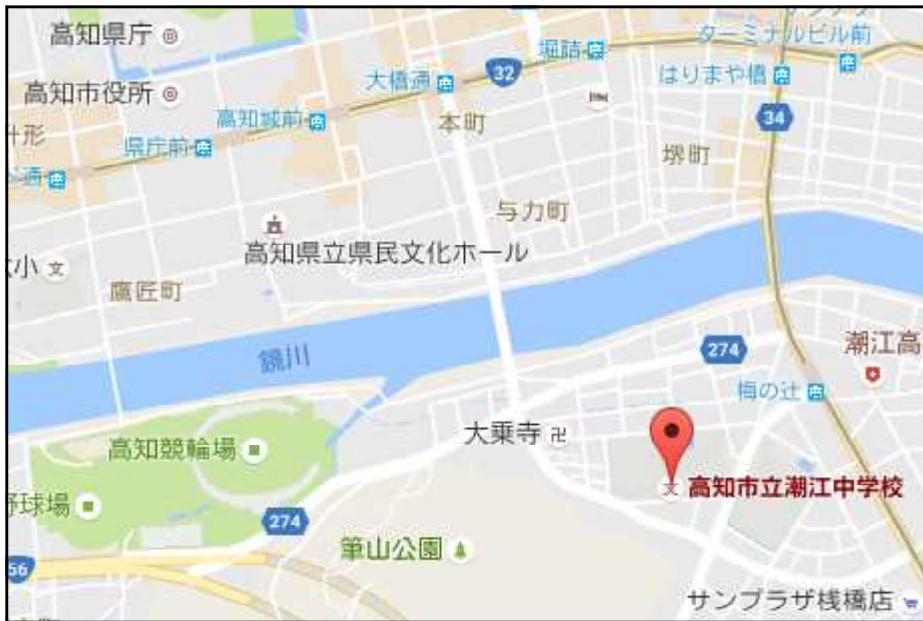 高知県庁
ターミナルビル前
堀詰
32
はりまや橋
大橋通
高知市役所
高知城前
本町
34
県庁前
堺町
与力町
高知県立県民文化ホール
小
鷹匠町
鏡川
274
潮江高
梅の辻
大乗寺
高知競輪場
高知市立潮江中学校
野球場
274
筆山公園
56
サンプラザ桟橋店